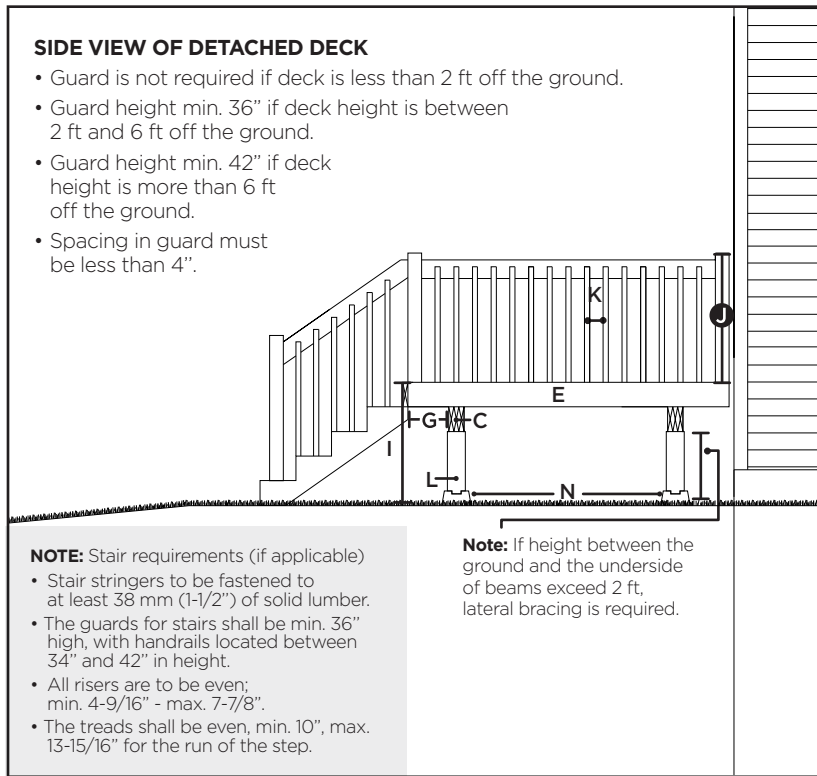 SIDE VIEW OF DETACHED DECK
• Guard is not required if deck is less than 2 ft off the ground.
• Guard height min. 36” if deck height is between
2 ft and 6 ft off the ground.
• Guard height min. 42” if deck
height is more than 6 ft
off the ground.
• Spacing in guard must
be less than 4”.
K
J
E
G
C
I
L
N
NOTE: Stair requirements (if applicable)
• Stair stringers to be fastened to
at least 38 mm (1-1/2”) of solid lumber.
• The guards for stairs shall be min. 36”
high, with handrails located between
34” and 42” in height.
• All risers are to be even;
min. 4-9/16” - max. 7-7/8”.
• The treads shall be even, min. 10”, max.
13-15/16” for the run of the step.
Note: If height between the
ground and the underside
of beams exceed 2 ft,
lateral bracing is required.